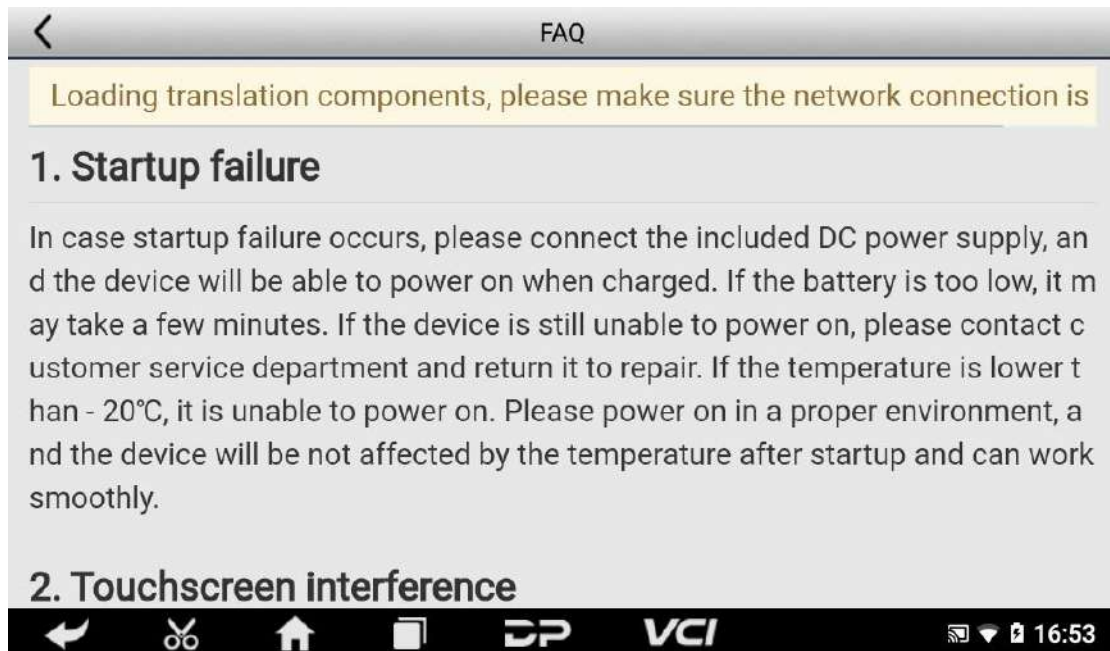 FAQ
Loading translation components, please make sure the network connection is
1. Startup failure
In case startup failure occurs, please connect the included DC power supply, an
d the device will be able to power on when charged. If the battery is too low, it m
ay take a few minutes. If the device is still unable to power on, please contact c
ustomer service department and return it to repair. If the temperature is lower t
han - 20℃, it is unable to power on. Please power on in a proper environment, a
nd the device will be not affected by the temperature after startup and can work
smoothly.
2. Touchscreen interference
DP VCI 16:53